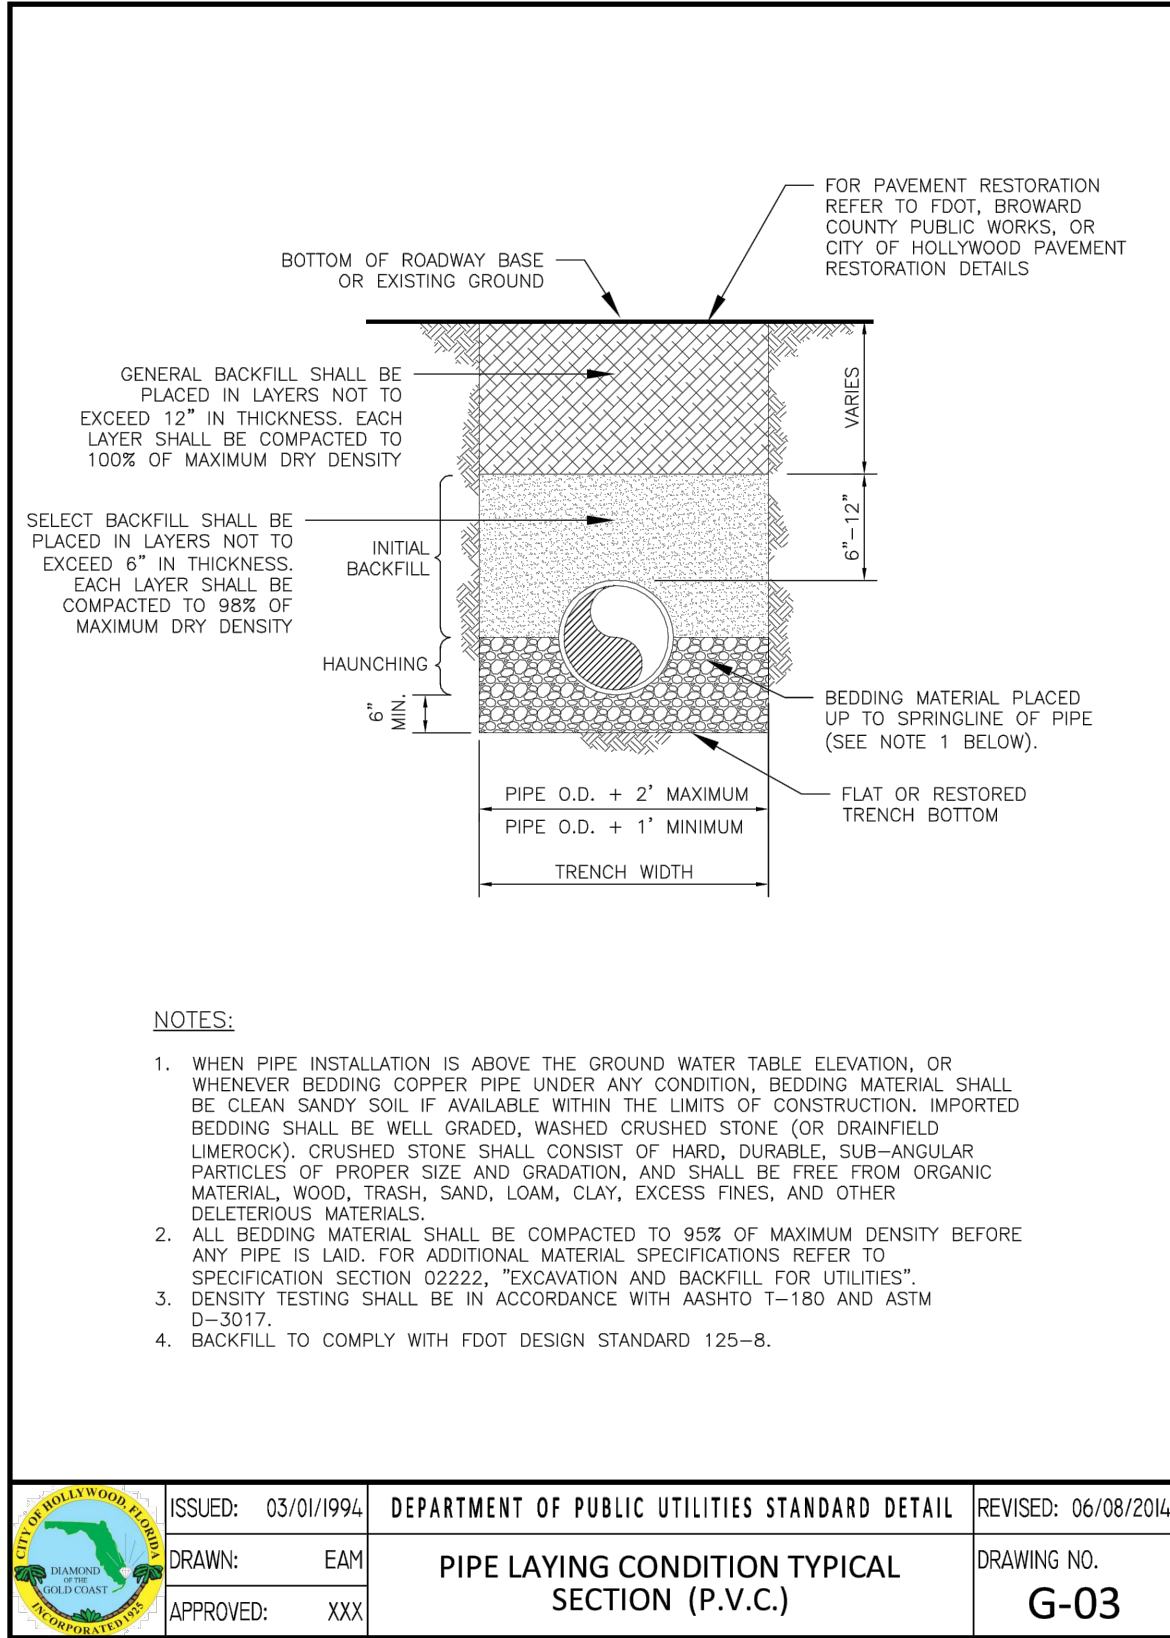 FOR PAVEMENT RESTORATION
REFER TO FDOT, BROWARD
COUNTY PUBLIC WORKS, OR
CITY OF HOLLYWOOD PAVEMENT
RESTORATION DETAILS
BOTTOM OF ROADWAY BASE
OR EXISTING GROUND
GENERAL BACKFILL SHALL BE
PLACED IN LAYERS NOT TO
EXCEED 12" IN THICKNESS. EACH
LAYER SHALL BE COMPACTED TO
100% OF MAXIMUM DRY DENSITY
VARIES
SELECT BACKFILL SHALL BE
PLACED IN LAYERS NOT TO
EXCEED 6" IN THICKNESS.
EACH LAYER SHALL BE
COMPACTED TO 98% OF
MAXIMUM DRY DENSITY
INITIAL
BACKFILL
6"-12"
HAUNCHING
6"
MIN.
BEDDING MATERIAL PLACED
UP TO SPRINGLINE OF PIPE
(SEE NOTE 1 BELOW).
FLAT OR RESTORED
TRENCH BOTTOM
PIPE O.D. + 2' MAXIMUM
PIPE O.D. + 1' MINIMUM
TRENCH WIDTH
NOTES:
1. WHEN PIPE INSTALLATION IS ABOVE THE GROUND WATER TABLE ELEVATION, OR
WHENEVER BEDDING COPPER PIPE UNDER ANY CONDITION, BEDDING MATERIAL SHALL
BE CLEAN SANDY SOIL IF AVAILABLE WITHIN THE LIMITS OF CONSTRUCTION. IMPORTED
BEDDING SHALL BE WELL GRADED, WASHED CRUSHED STONE (OR DRAINFIELD
LIMEROCK). CRUSHED STONE SHALL CONSIST OF HARD, DURABLE, SUB-ANGULAR
PARTICLES OF PROPER SIZE AND GRADATION, AND SHALL BE FREE FROM ORGANIC
MATERIAL, WOOD, TRASH, SAND, LOAM, CLAY, EXCESS FINES, AND OTHER
DELETERIOUS MATERIALS.
2. ALL BEDDING MATERIAL SHALL BE COMPACTED TO 95% OF MAXIMUM DENSITY BEFORE
ANY PIPE IS LAID. FOR ADDITIONAL MATERIAL SPECIFICATIONS REFER TO
SPECIFICATION SECTION 02222, "EXCAVATION AND BACKFILL FOR UTILITIES".
3. DENSITY TESTING SHALL BE IN ACCORDANCE WITH AASHTO T-180 AND ASTM
D-3017.
4. BACKFILL TO COMPLY WITH FDOT DESIGN STANDARD 125-8.
CITY OF HOLLYWOOD, FLORIDA
DIAMOND
OF THE
GOLD COAST
INCORPORATED 1925
ISSUED: 03/01/1994
DRAWN: EAM
APPROVED: XXX
DEPARTMENT OF PUBLIC UTILITIES STANDARD DETAIL
PIPE LAYING CONDITION TYPICAL
SECTION (P.V.C.)
REVISED: 06/08/2014
DRAWING NO.
G-03